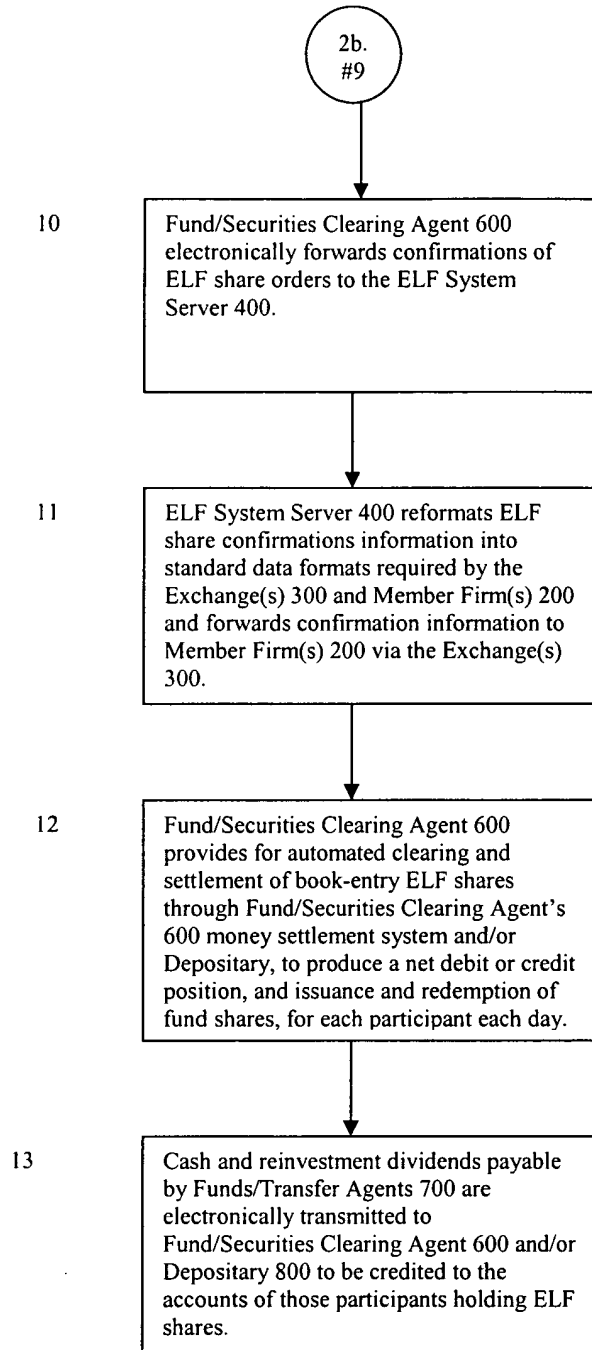 2b.
#9
10
Fund/Securities Clearing Agent 600
electronically forwards confirmations of
ELF share orders to the ELF System
Server 400.
11
ELF System Server 400 reformats ELF
share confirmations information into
standard data formats required by the
Exchange(s) 300 and Member Firm(s) 200
and forwards confirmation information to
Member Firm(s) 200 via the Exchange(s)
300.
12
Fund/Securities Clearing Agent 600
provides for automated clearing and
settlement of book-entry ELF shares
through Fund/Securities Clearing Agent's
600 money settlement system and/or
Depositary, to produce a net debit or credit
position, and issuance and redemption of
fund shares, for each participant each day.
13
Cash and reinvestment dividends payable
by Funds/Transfer Agents 700 are
electronically transmitted to
Fund/Securities Clearing Agent 600 and/or
Depositary 800 to be credited to the
accounts of those participants holding ELF
shares.